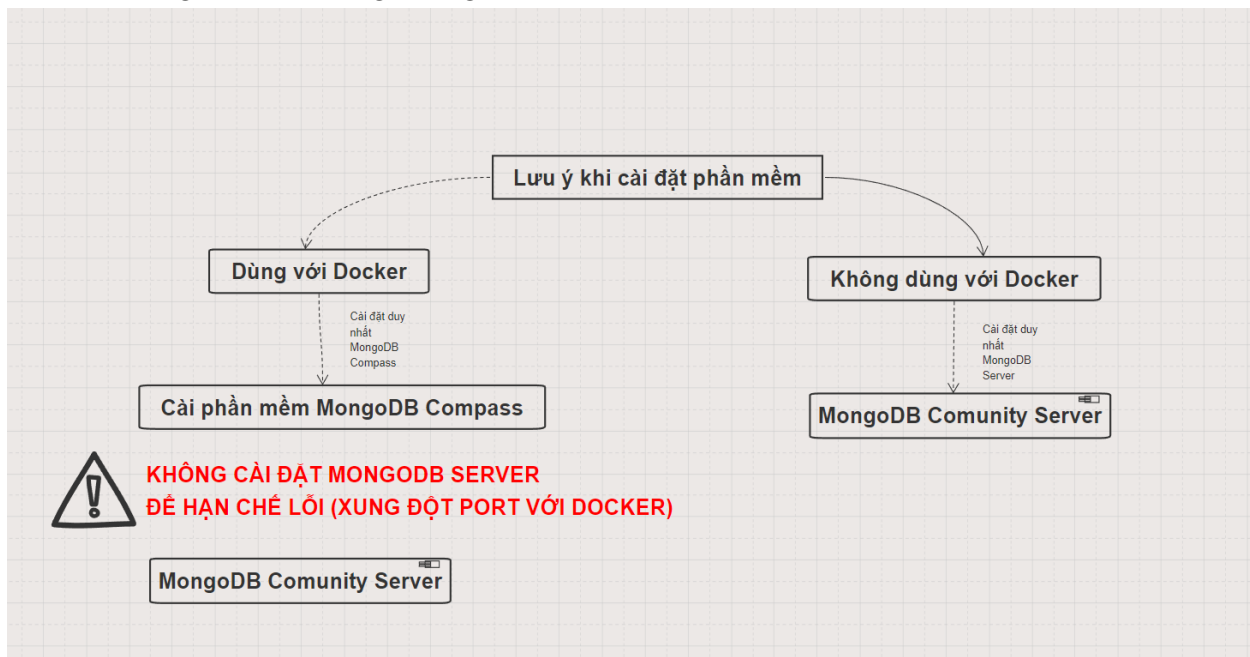 Lưu ý khi cài đặt phần mềm
Dùng với Docker
Không dùng với Docker
Cài đặt duy
nhất
MongoDB
Compass
Cài đặt duy
nhất
MongoDB
Server
Cài phần mềm MongoDB Compass
MongoDB Comunity Server
KHÔNG CÀI ĐẶT MONGODB SERVER
ĐỂ HẠN CHẾ LỖI (XUNG ĐỘT PORT VỚI DOCKER)
MongoDB Comunity Server